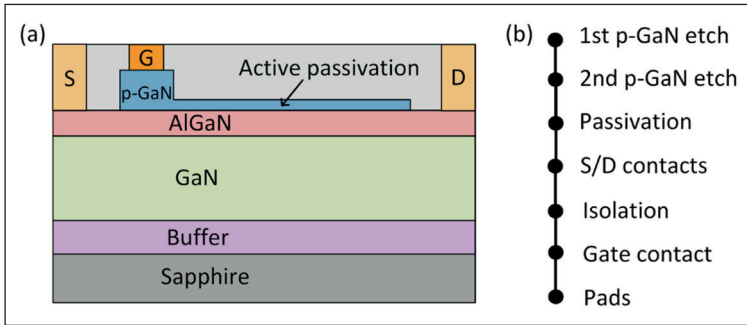 (a)
G
S
p-GaN
Active passivation
D
AlGaN
GaN
Buffer
Sapphire
(b)
1st p-GaN etch
2nd p-GaN etch
Passivation
S/D contacts
Isolation
Gate contact
Pads